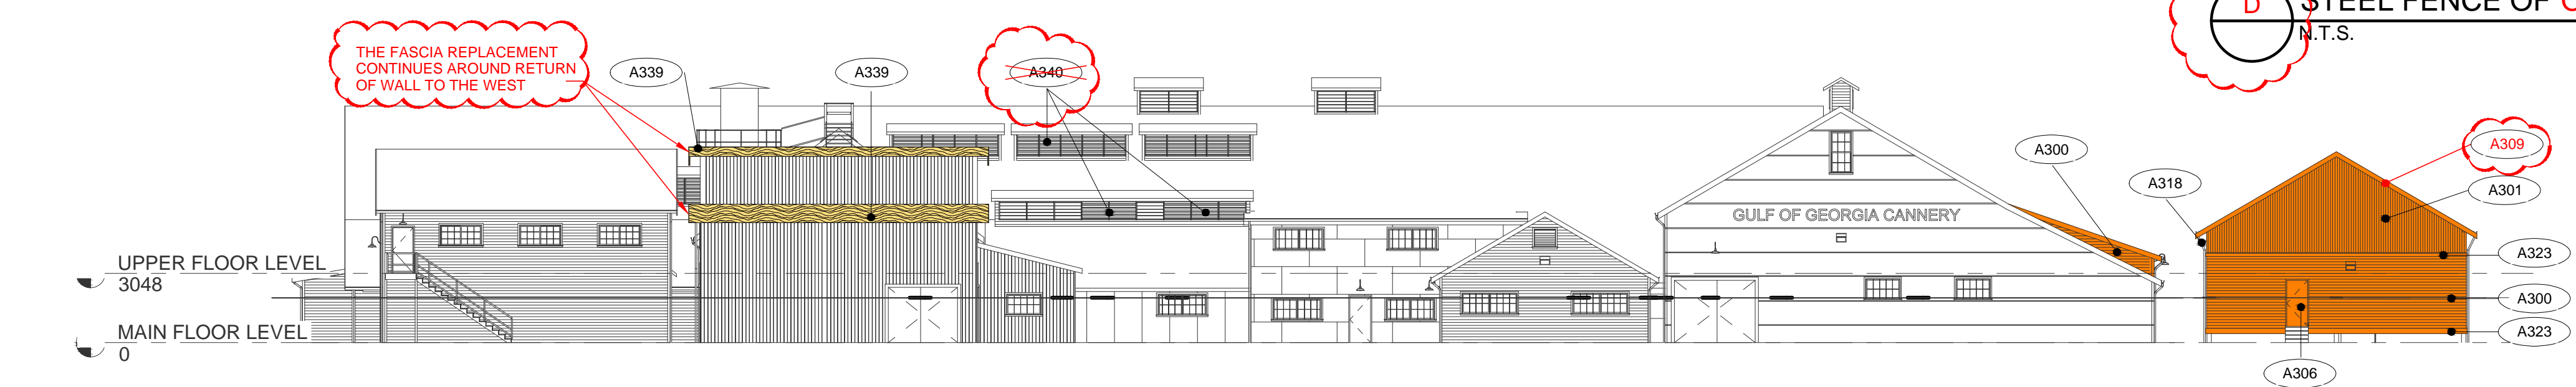 D
STEEL FENCE OF
N.T.S.
THE FASCIA REPLACEMENT
CONTINUES AROUND RETURN
OF WALL TO THE WEST
A339
A339
A340
A300
A318
A309
A301
GULF OF GEORGIA CANNERY
A323
A300
A323
A306
UPPER FLOOR LEVEL
3048
MAIN FLOOR LEVEL
0